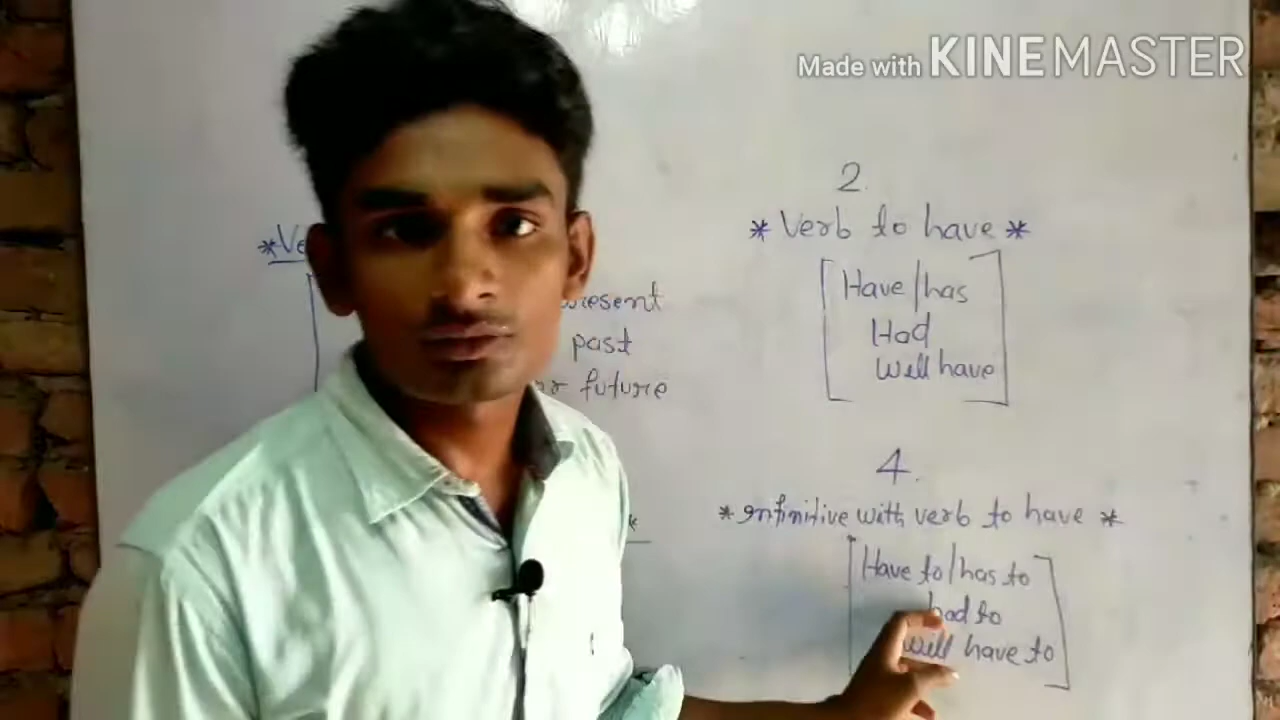 Made with KINEMASTER
2.
*Verb to have*
Have/has
Had
Will have
present
past
or future
4.
*Infinitive with verb to have*
Have to/has to
had to
will have to